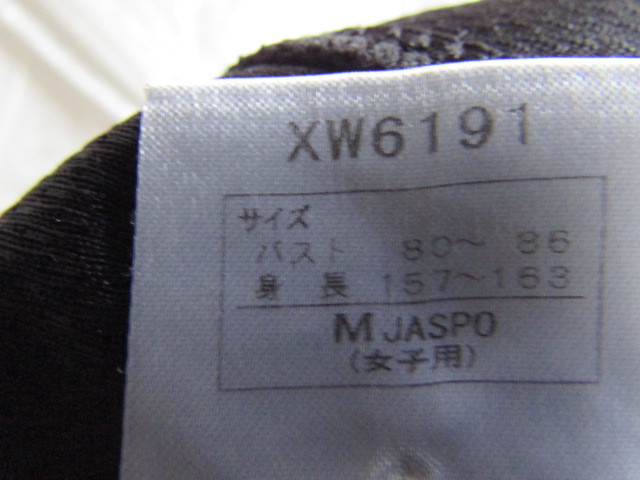 XW6191
サイズ
バスト 80～ 86
身 長 157～163
M JASPO
(女子用)